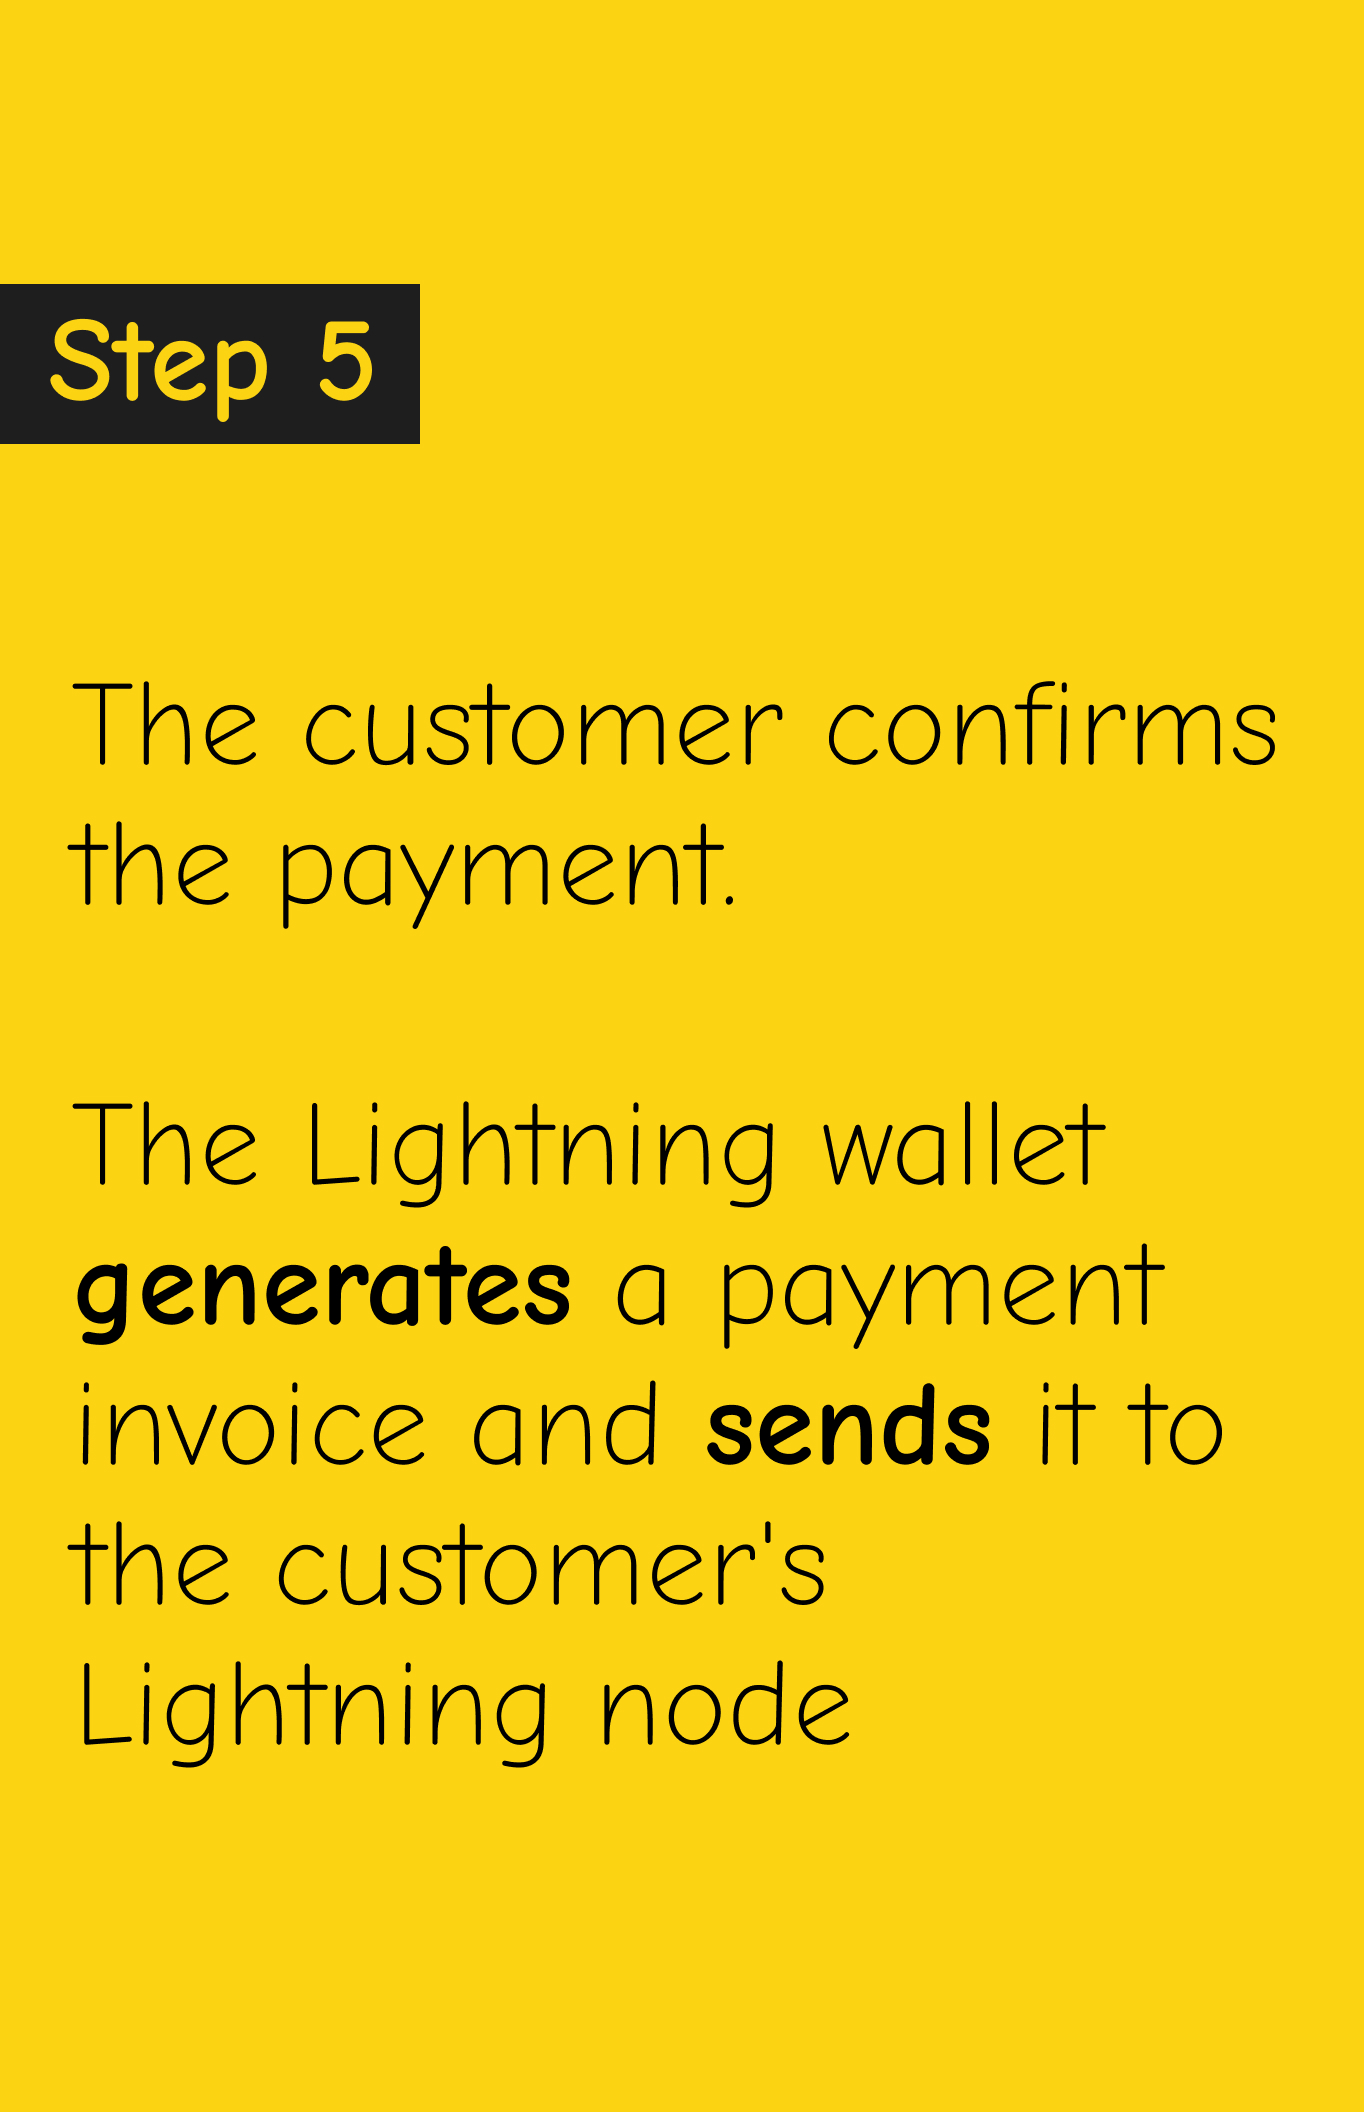 Step 5
The customer confirms
the payment.
The Lightning wallet
generates a payment
invoice and sends it to
the customer's
Lightning node